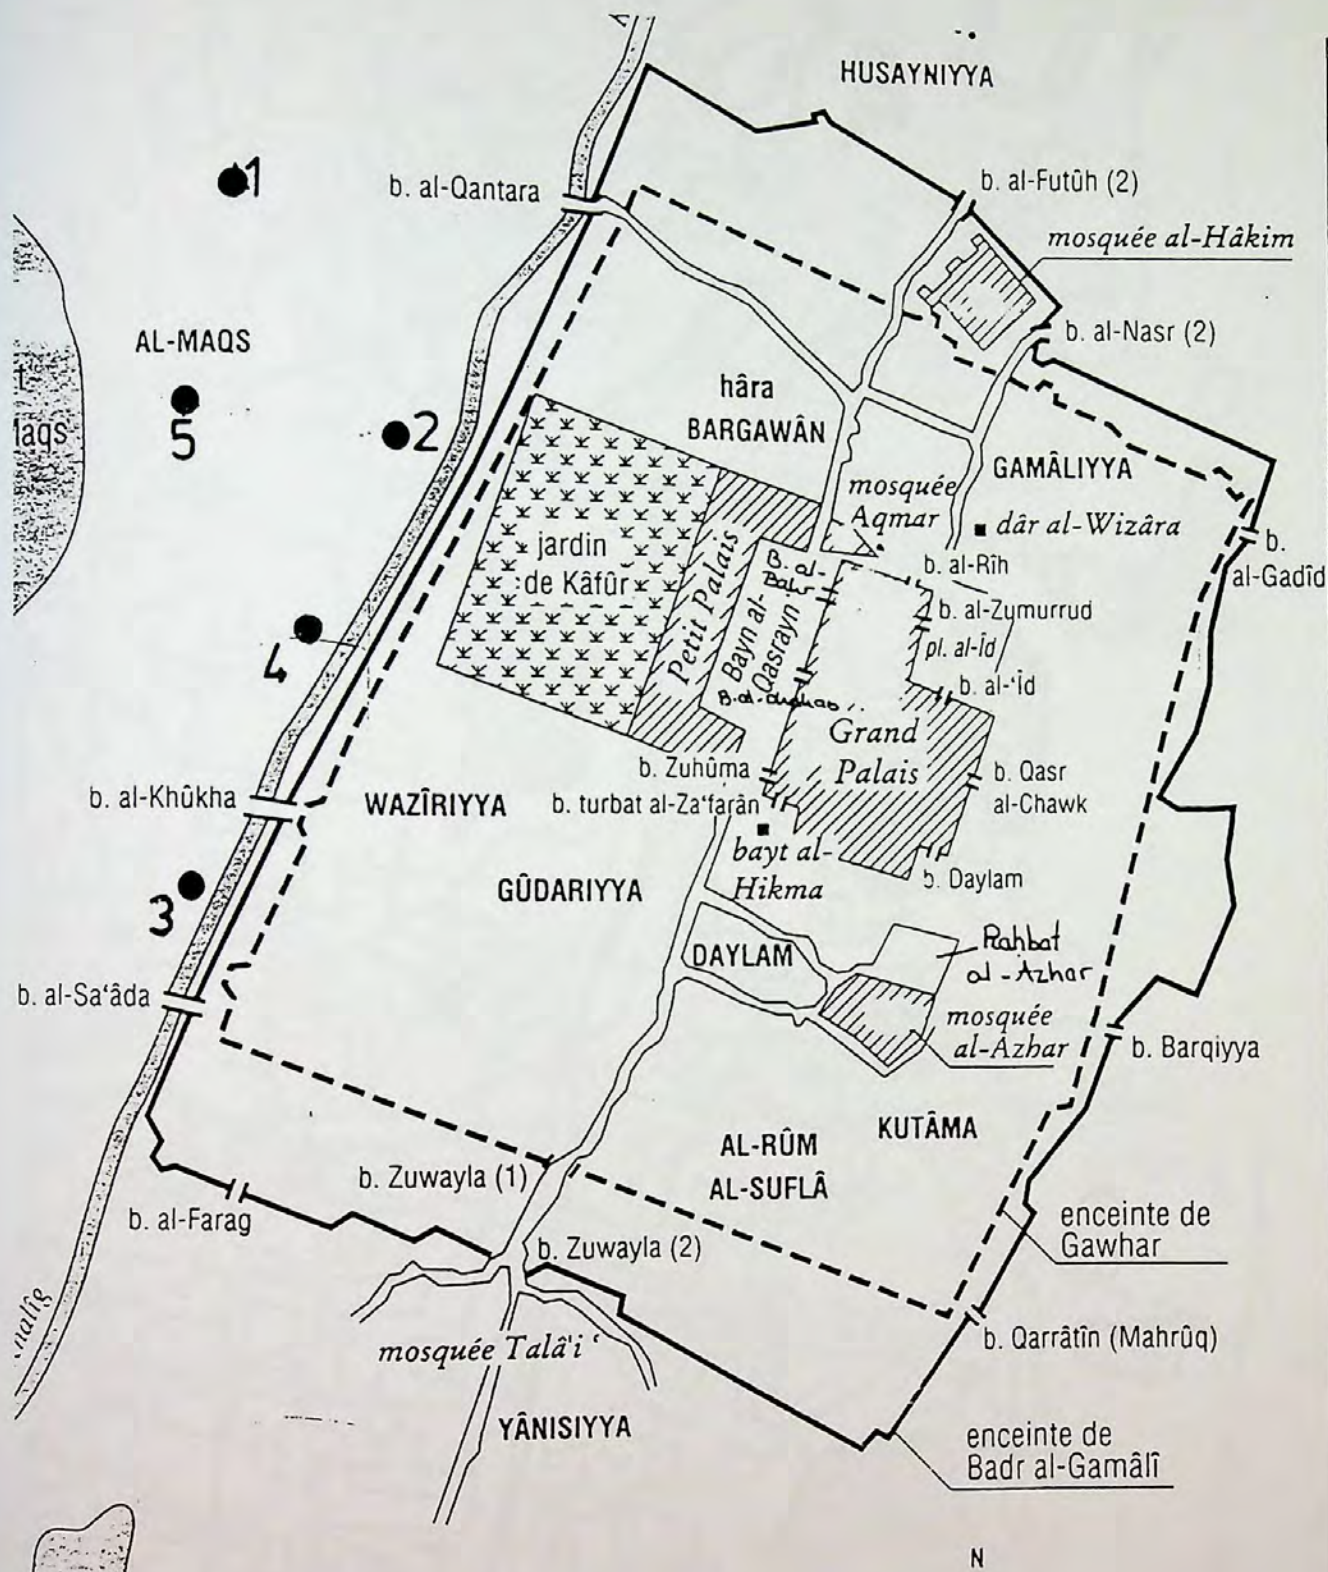 HUSAYNIYYA
1
b. al-Qantara
b. al-Futûh (2)
mosquée al-Hâkim
b. al-Nasr (2)
AL-MAQS
5
2
hâra
BARGAWÂN
GAMÂLIYYA
mosquée
Aqmar
dâr al-Wizâra
b.
al-Gadîd
jardin
de Kâfûr
Petit Palais
B. al-
Bahr
Bayn al-
Qasrayn
b. al-Rîh
b. al-Zumurrud
pl. al-Îd
b. al-‘Îd
4
Grand
Palais
b. Zuhûma
b. Qasr
al-Chawk
b. al-Khûkha
WAZÎRIYYA
b. turbat al-Za‘farân
bayt al-
Hikma
b. Daylam
3
GÛDARIYYA
DAYLAM
Rahbat
al-Azhar
b. al-Sa‘âda
mosquée
al-Azhar
b. Barqiyya
KUTÂMA
AL-RÛM
AL-SUFLÂ
b. Zuwayla (1)
b. al-Farag
b. Zuwayla (2)
enceinte de
Gawhar
mosquée Talâ'i ‘
b. Qarrâtîn (Mahrûq)
YÂNISIYYA
enceinte de
Badr al-Gamâlî
N